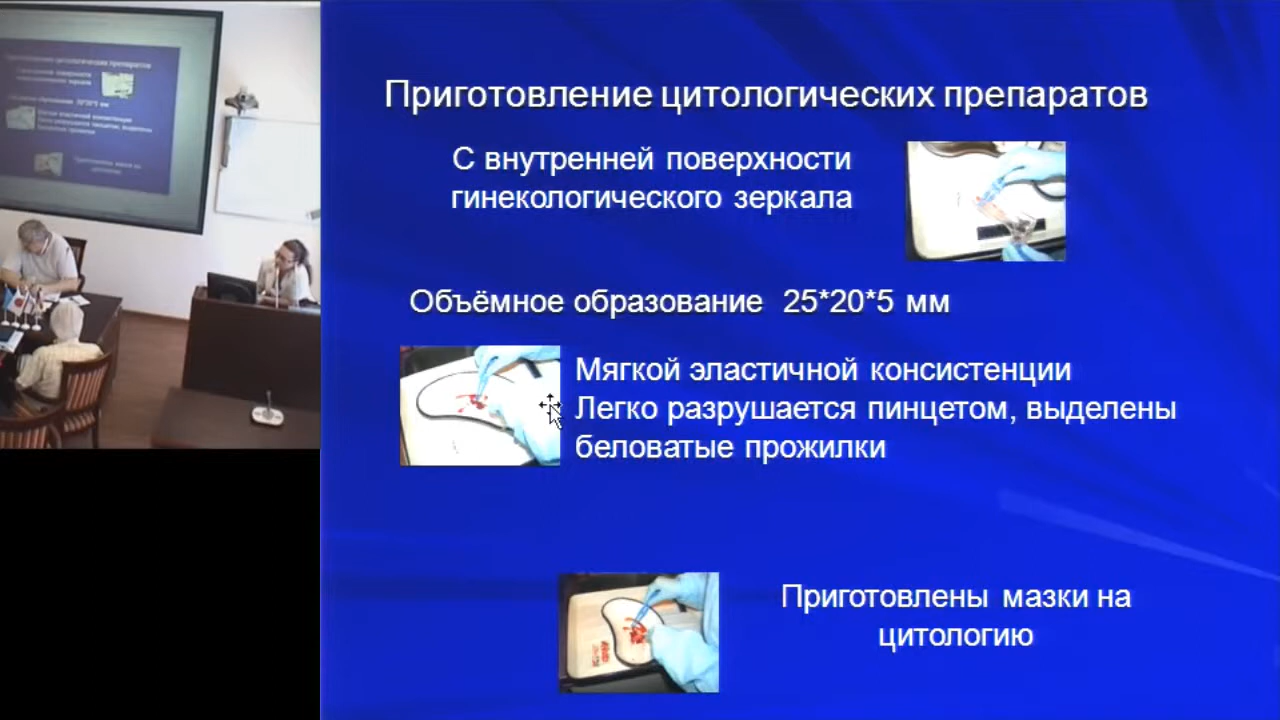 Приготовление цитологических препаратов
С внутренней поверхности
гинекологического зеркала
Объёмное образование 25*20*5 мм
Мягкой эластичной консистенции
Легко разрушается пинцетом, выделены
беловатые прожилки
Приготовлены мазки на
цитологию